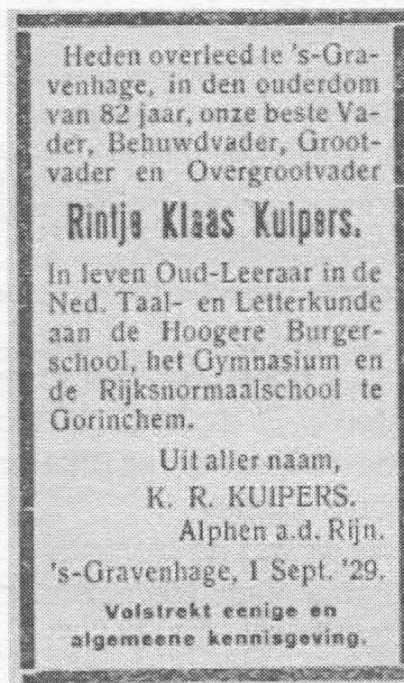 Heden overleed te 's-Gra-
venhage, in den ouderdom
van 82 jaar, onze beste Va-
der, Behuwdvader, Groot-
vader en Overgrootvader
Rintje Klaas Kuipers.
In leven Oud-Leeraar in de
Ned. Taal- en Letterkunde
aan de Hoogere Burger-
school, het Gymnasium en
de Rijksnormaalschool te
Gorinchem.
Uit aller naam,
K. R. KUIPERS.
Alphen a.d. Rijn.
's-Gravenhage, 1 Sept. '29.
Volstrekt eenige en
algemeene kennisgeving.